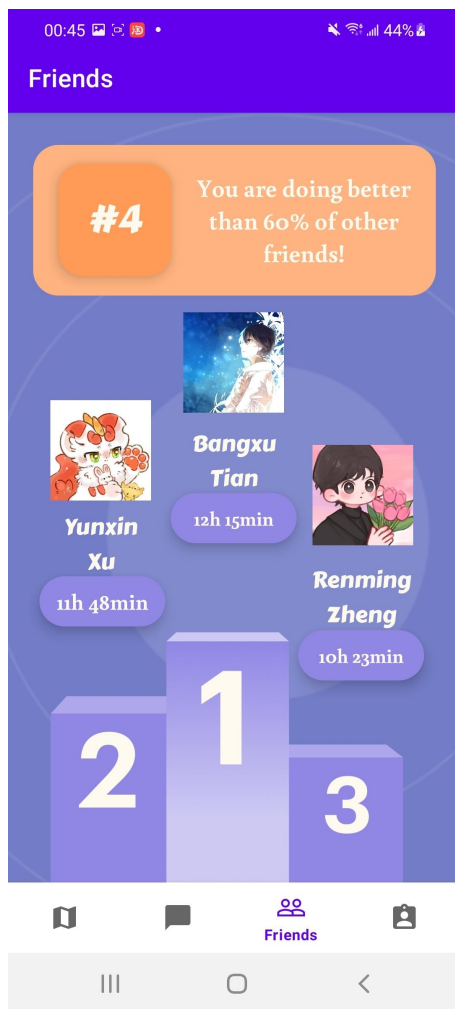 00:45
44%
Friends
#4
You are doing better
than 60% of other
friends!
Bangxu
Tian
12h 15min
Yunxin
Xu
11h 48min
Renming
Zheng
10h 23min
1
2
3
Friends